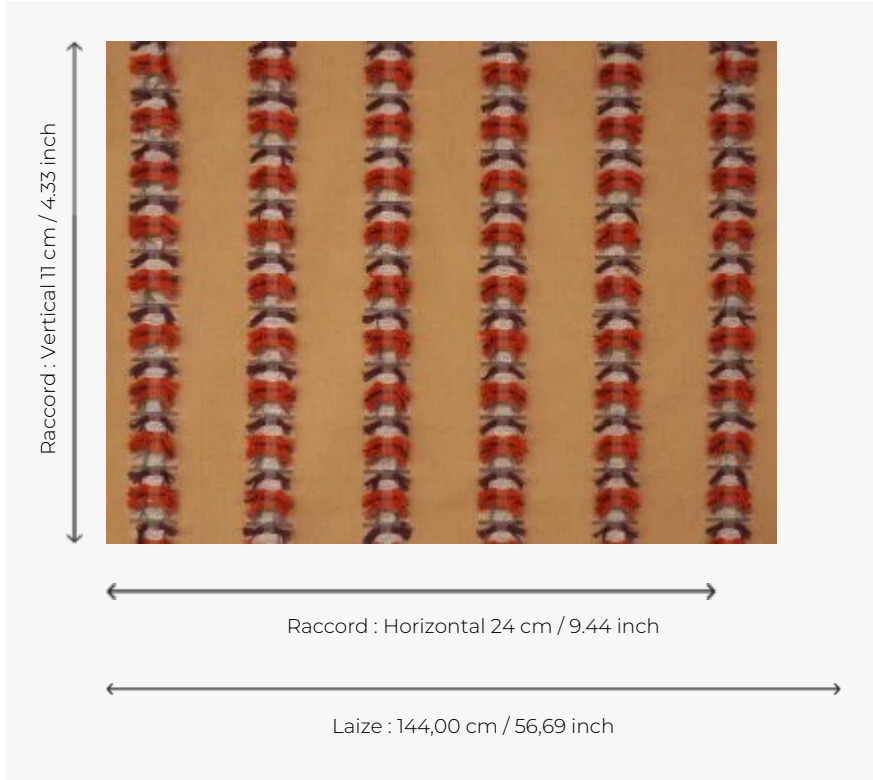 Raccord : Vertical 11 cm / 4.33 inch
Raccord : Horizontal 24 cm / 9.44 inch
Laize : 144,00 cm / 56,69 inch